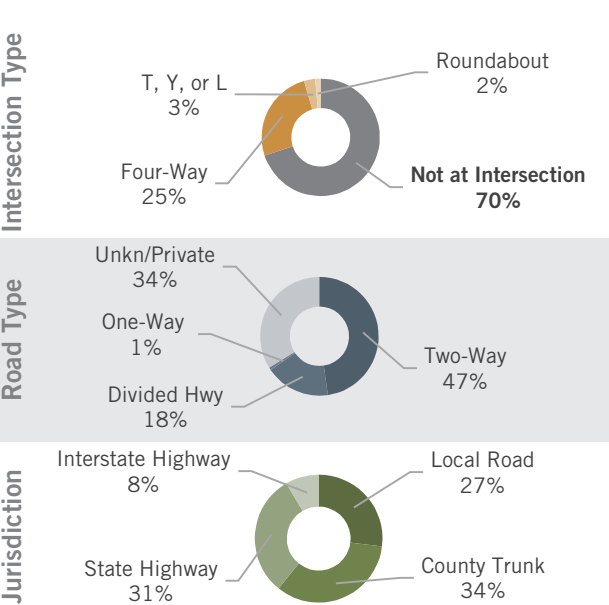 Intersection Type
T, Y, or L
3%
Roundabout
2%
Four-Way
25%
Not at Intersection
70%
Road Type
Unkn/Private
34%
One-Way
1%
Two-Way
47%
Divided Hwy
18%
Jurisdiction
Interstate Highway
8%
Local Road
27%
State Highway
31%
County Trunk
34%